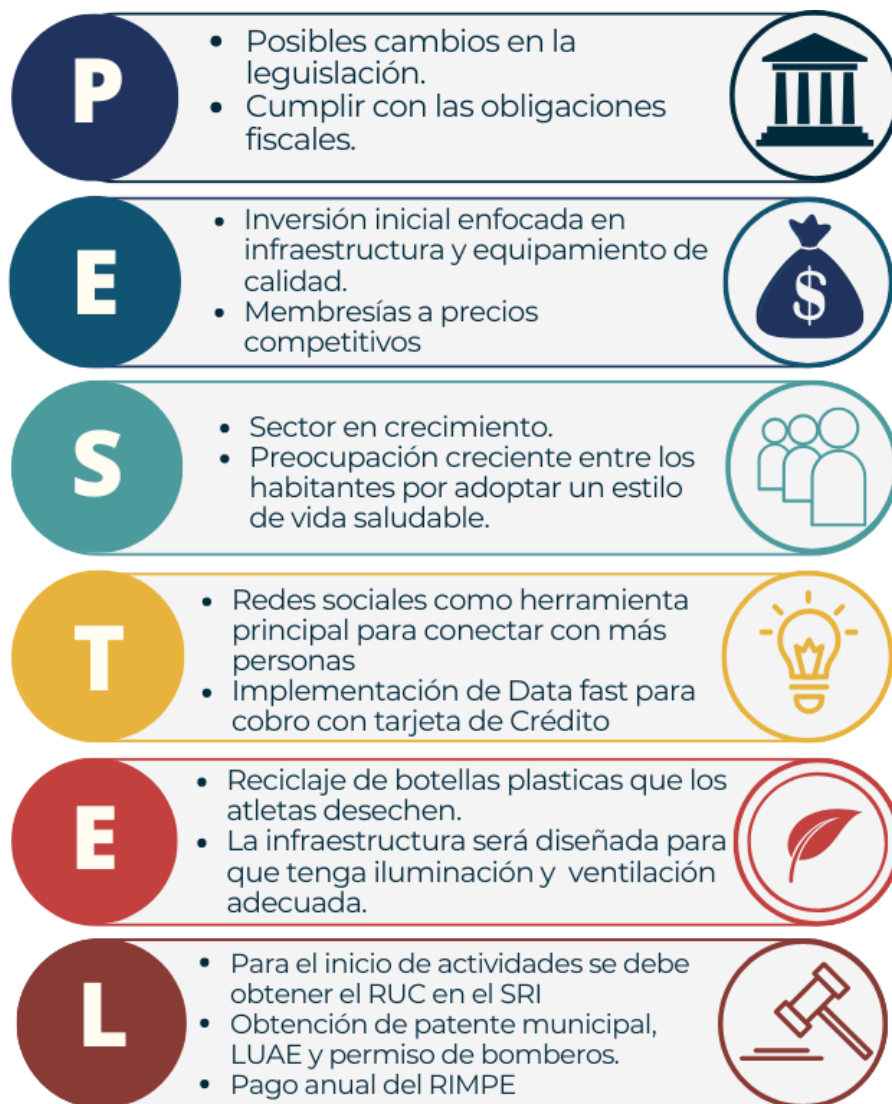 P
• Posibles cambios en la
leguislación.
• Cumplir con las obligaciones
fiscales.
E
• Inversión inicial enfocada en
infraestructura y equipamiento de
calidad.
• Membresías a precios
competitivos
$
S
• Sector en crecimiento.
• Preocupación creciente entre los
habitantes por adoptar un estilo
de vida saludable.
T
• Redes sociales como herramienta
principal para conectar con más
personas
• Implementación de Data fast para
cobro con tarjeta de Crédito
E
• Reciclaje de botellas plasticas que los
atletas desechen.
• La infraestructura será diseñada para
que tenga iluminación y ventilación
adecuada.
L
• Para el inicio de actividades se debe
obtener el RUC en el SRI
• Obtención de patente municipal,
LUAE y permiso de bomberos.
• Pago anual del RIMPE